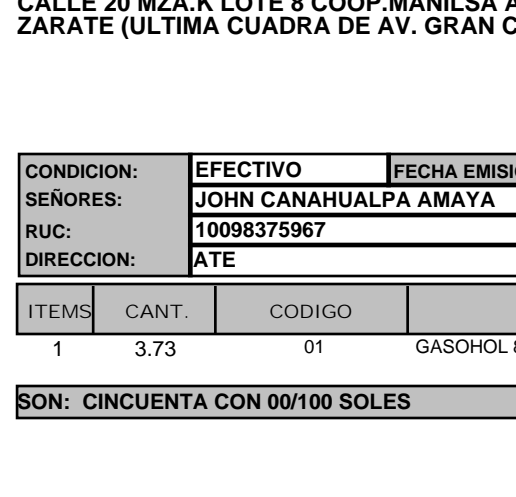 CALLE 20 MZA.K LOTE 8 COOP.MANILSA
ZARATE (ULTIMA CUADRA DE AV. GRAN
CONDICION: EFECTIVO FECHA
SEÑORES: JOHN CANAHUALPA AMAYA
RUC: 10098375967
DIRECCION: ATE
ITEMS CANT. CODIGO
1 3.73 01 GASOHOL
SON: CINCUENTA CON 00/100 SOLES